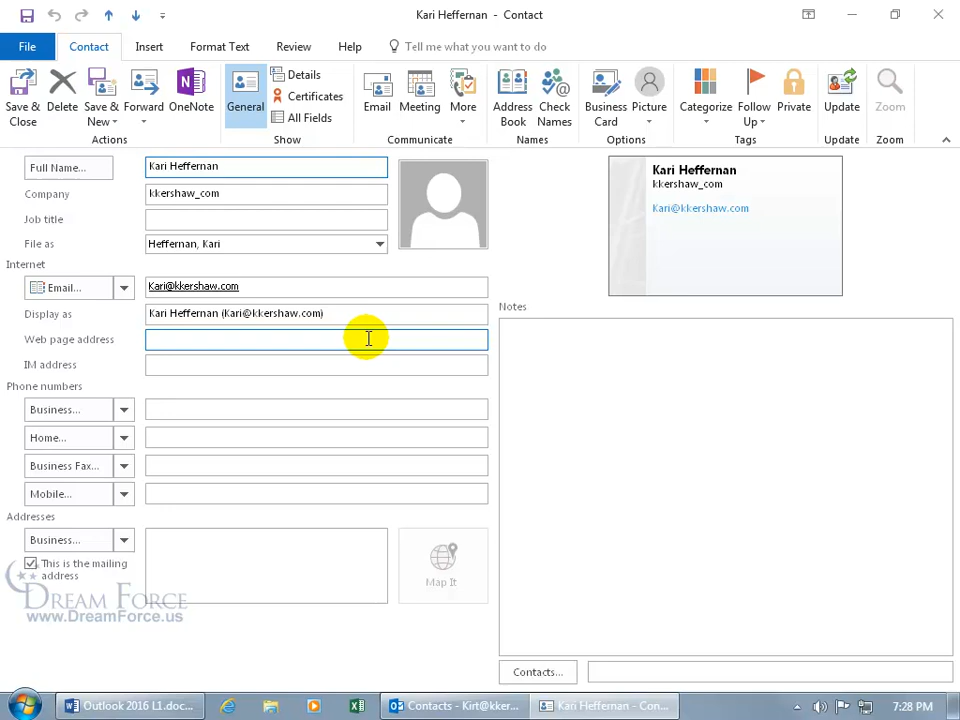 Kari Heffernan - Contact
File Contact Insert Format Text Review Help Tell me what you want to do
Save & Close Delete Save & New Forward OneNote General Details Certificates All Fields Email Meeting More Address Book Check Names Business Card Picture Categorize Follow Up Private Update Zoom
Actions Show Communicate Names Options Tags Update Zoom
Full Name... Kari Heffernan
Company kkershaw_com
Job title
File as Heffernan, Kari
Internet
Email... Kari@kkershaw.com
Display as Kari Heffernan (Kari@kkershaw.com)
Web page address
IM address
Phone numbers
Business...
Home...
Business Fax...
Mobile...
Addresses
Business...
This is the mailing
address
Map It
Kari Heffernan
kkershaw_com
Kari@kkershaw.com
Notes
Contacts...
DREAM FORCE
www.DreamForce.us
Outlook 2016 L1.doc... Contacts - Kirt@kker... Kari Heffernan - Con... 7:28 PM